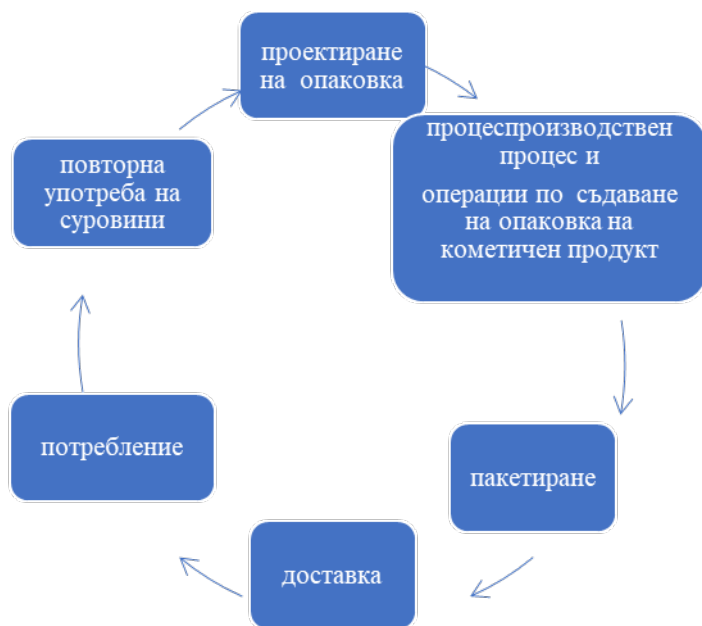 проектиране
на опаковка
процеспроизводствен
процес и
операции по съдаване
на опаковка на
кометичен продукт
пакетиране
доставка
потребление
повторна
употреба на
суровини